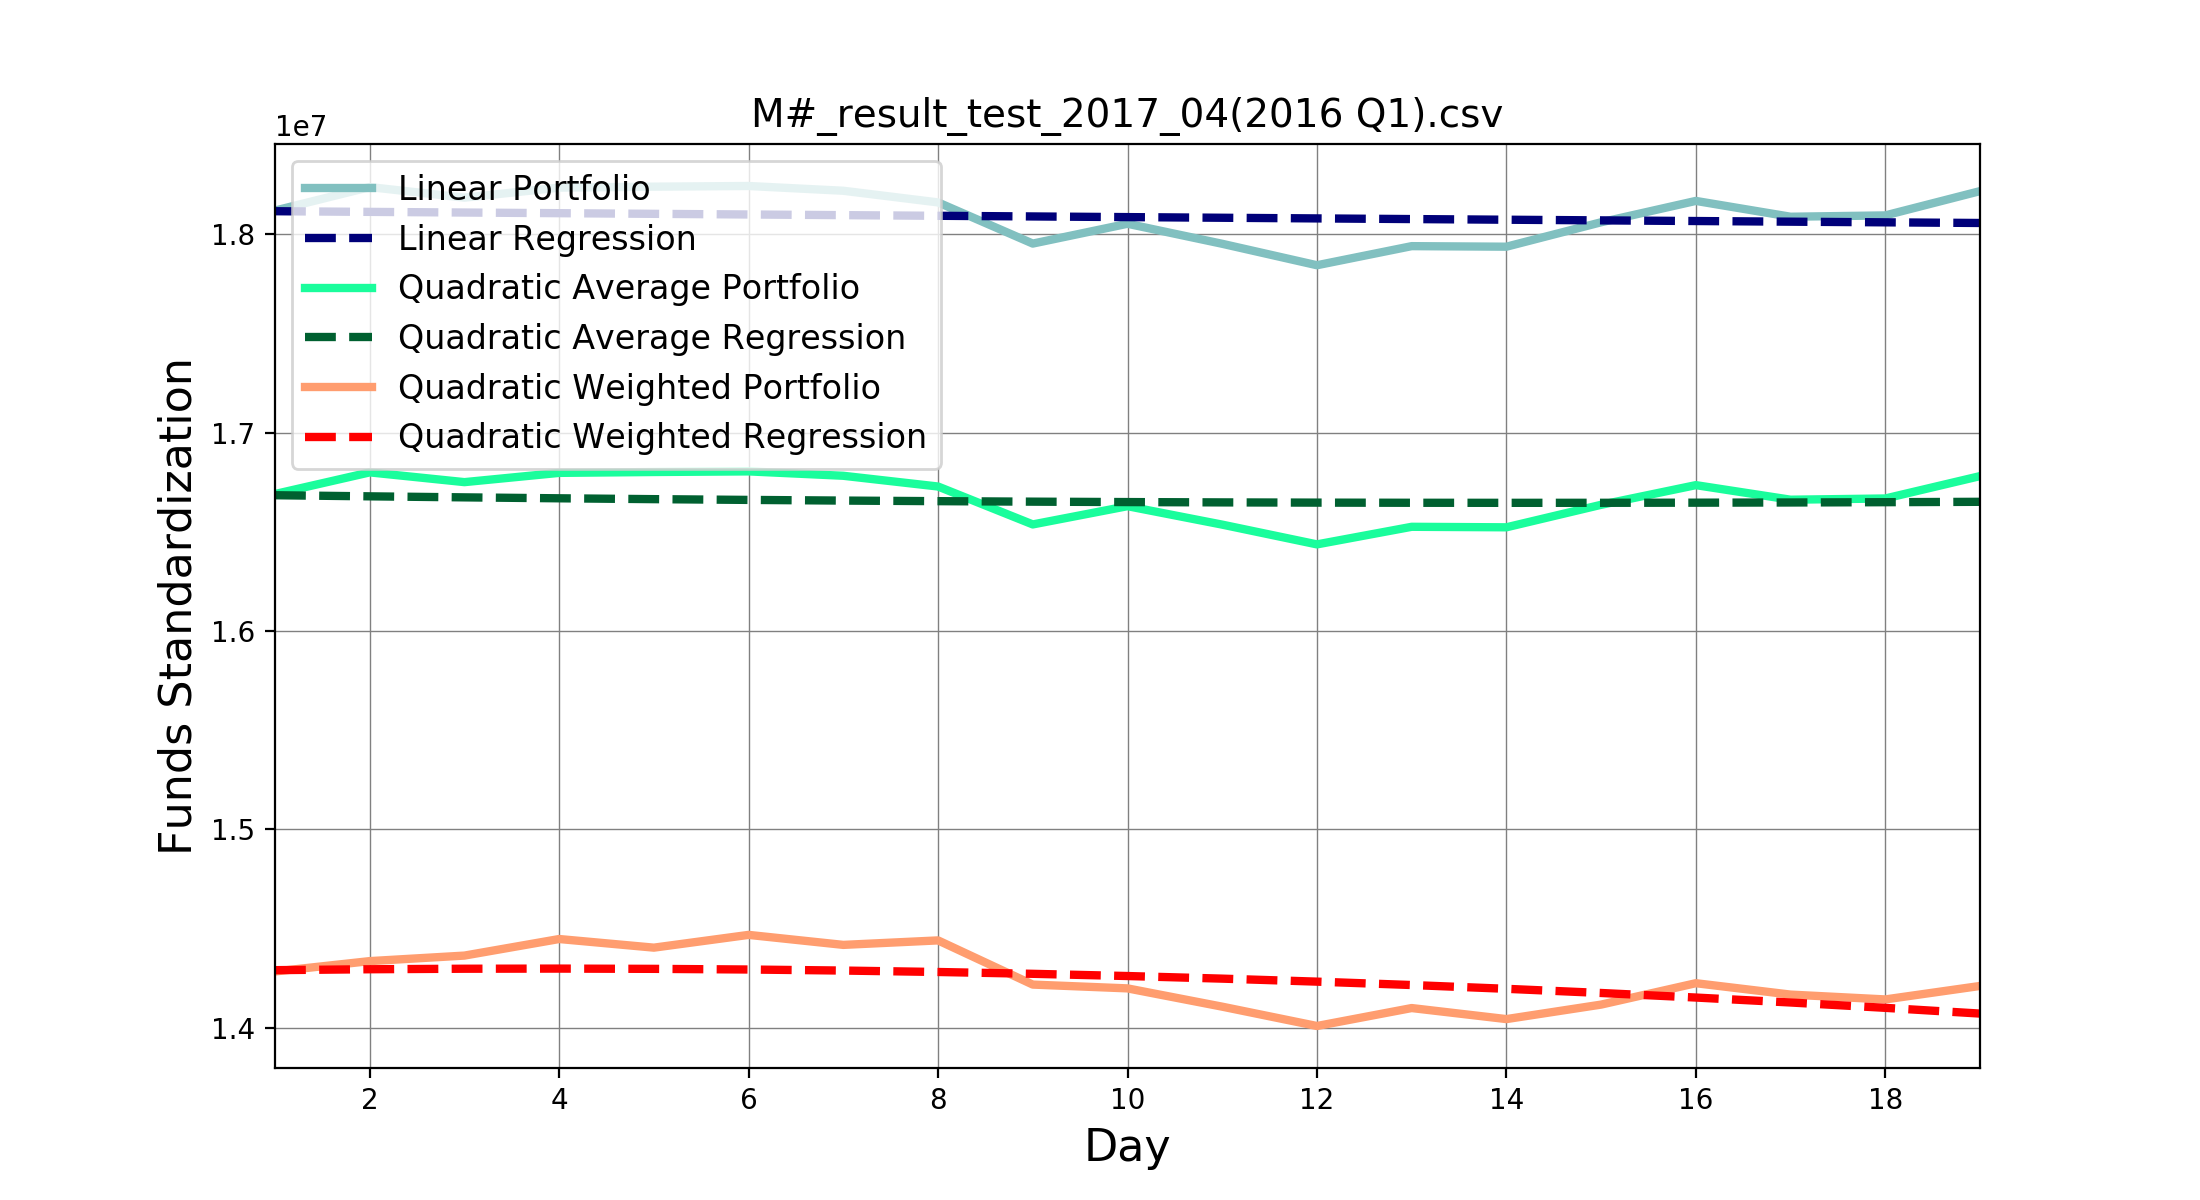 M#_result_test_2017_04(2016 Q1).csv
1e7
Linear Portfolio
Linear Regression
Quadratic Average Portfolio
Quadratic Average Regression
Quadratic Weighted Portfolio
Quadratic Weighted Regression
1.8
1.7
1.6
1.5
1.4
Funds Standardization
2 4 6 8 10 12 14 16 18
Day